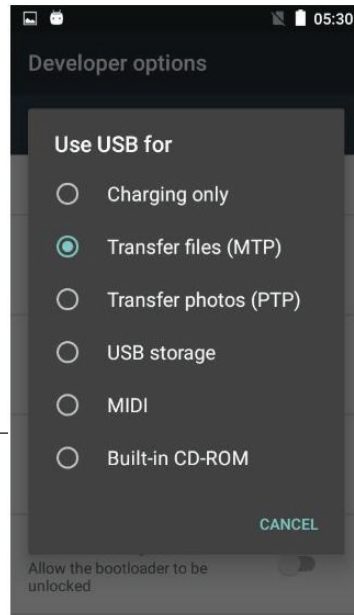 05:30
Developer options
Use USB for
Charging only
Transfer files (MTP)
Transfer photos (PTP)
USB storage
MIDI
Built-in CD-ROM
CANCEL
Allow the bootloader to be
unlocked